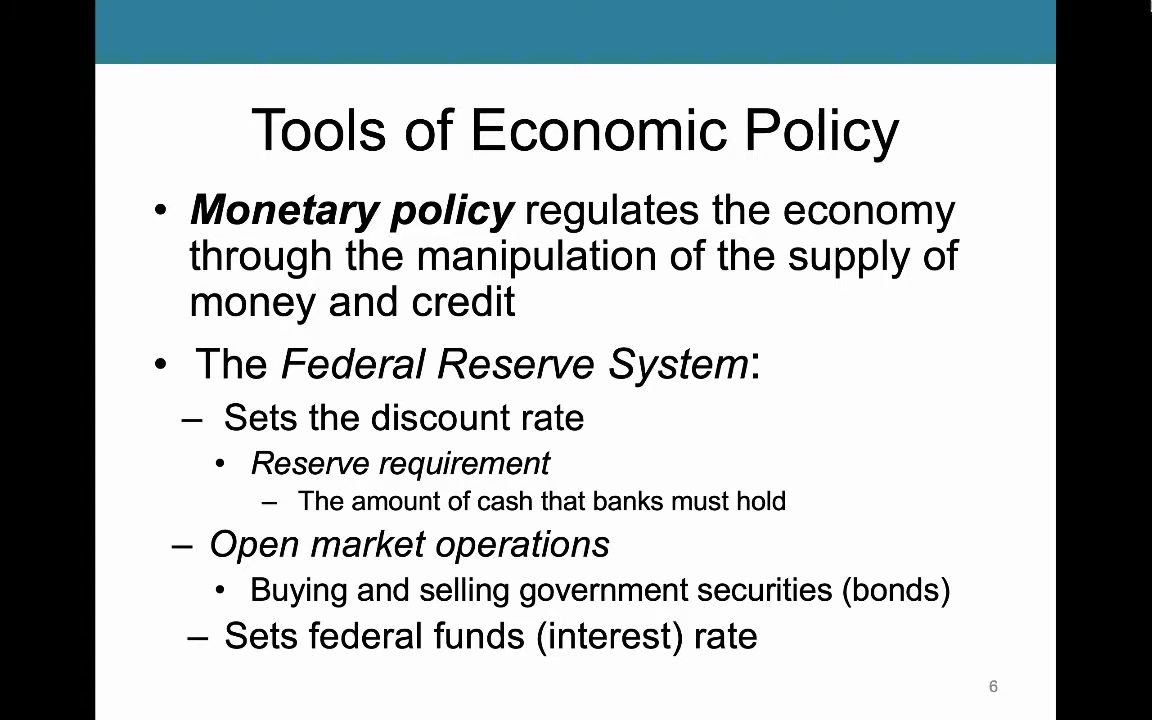 Tools of Economic Policy
• Monetary policy regulates the economy
through the manipulation of the supply of
money and credit
• The Federal Reserve System:
– Sets the discount rate
• Reserve requirement
– The amount of cash that banks must hold
– Open market operations
• Buying and selling government securities (bonds)
– Sets federal funds (interest) rate
6